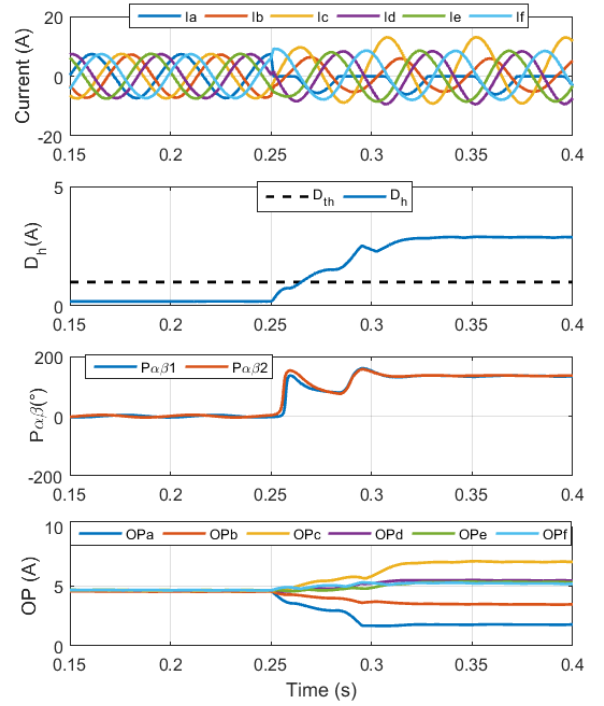 Ia Ib Ic Id Ie If
20
0
-20
Current (A)
0.15 0.2 0.25 0.3 0.35 0.4
D_th D_h
5
0
D_h(A)
0.15 0.2 0.25 0.3 0.35 0.4
Pαβ1 Pαβ2
200
0
-200
Pαβ(°)
0.15 0.2 0.25 0.3 0.35 0.4
OPa OPb OPc OPd OPe OPf
10
5
0
OP (A)
0.15 0.2 0.25 0.3 0.35 0.4
Time (s)